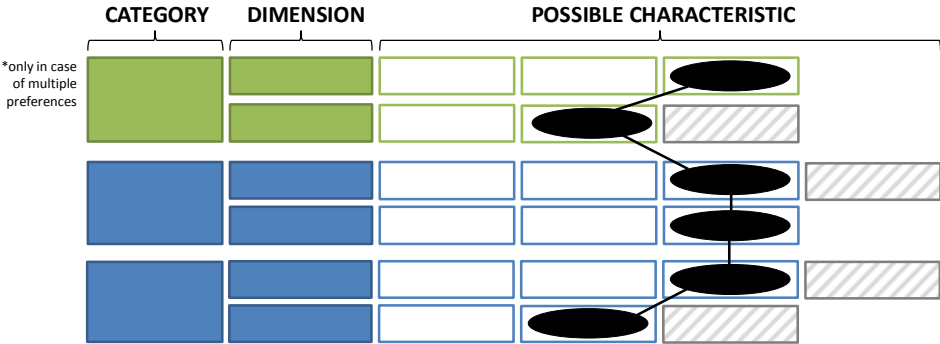 CATEGORY DIMENSION POSSIBLE CHARACTERISTIC
*only in case
of multiple
preferences